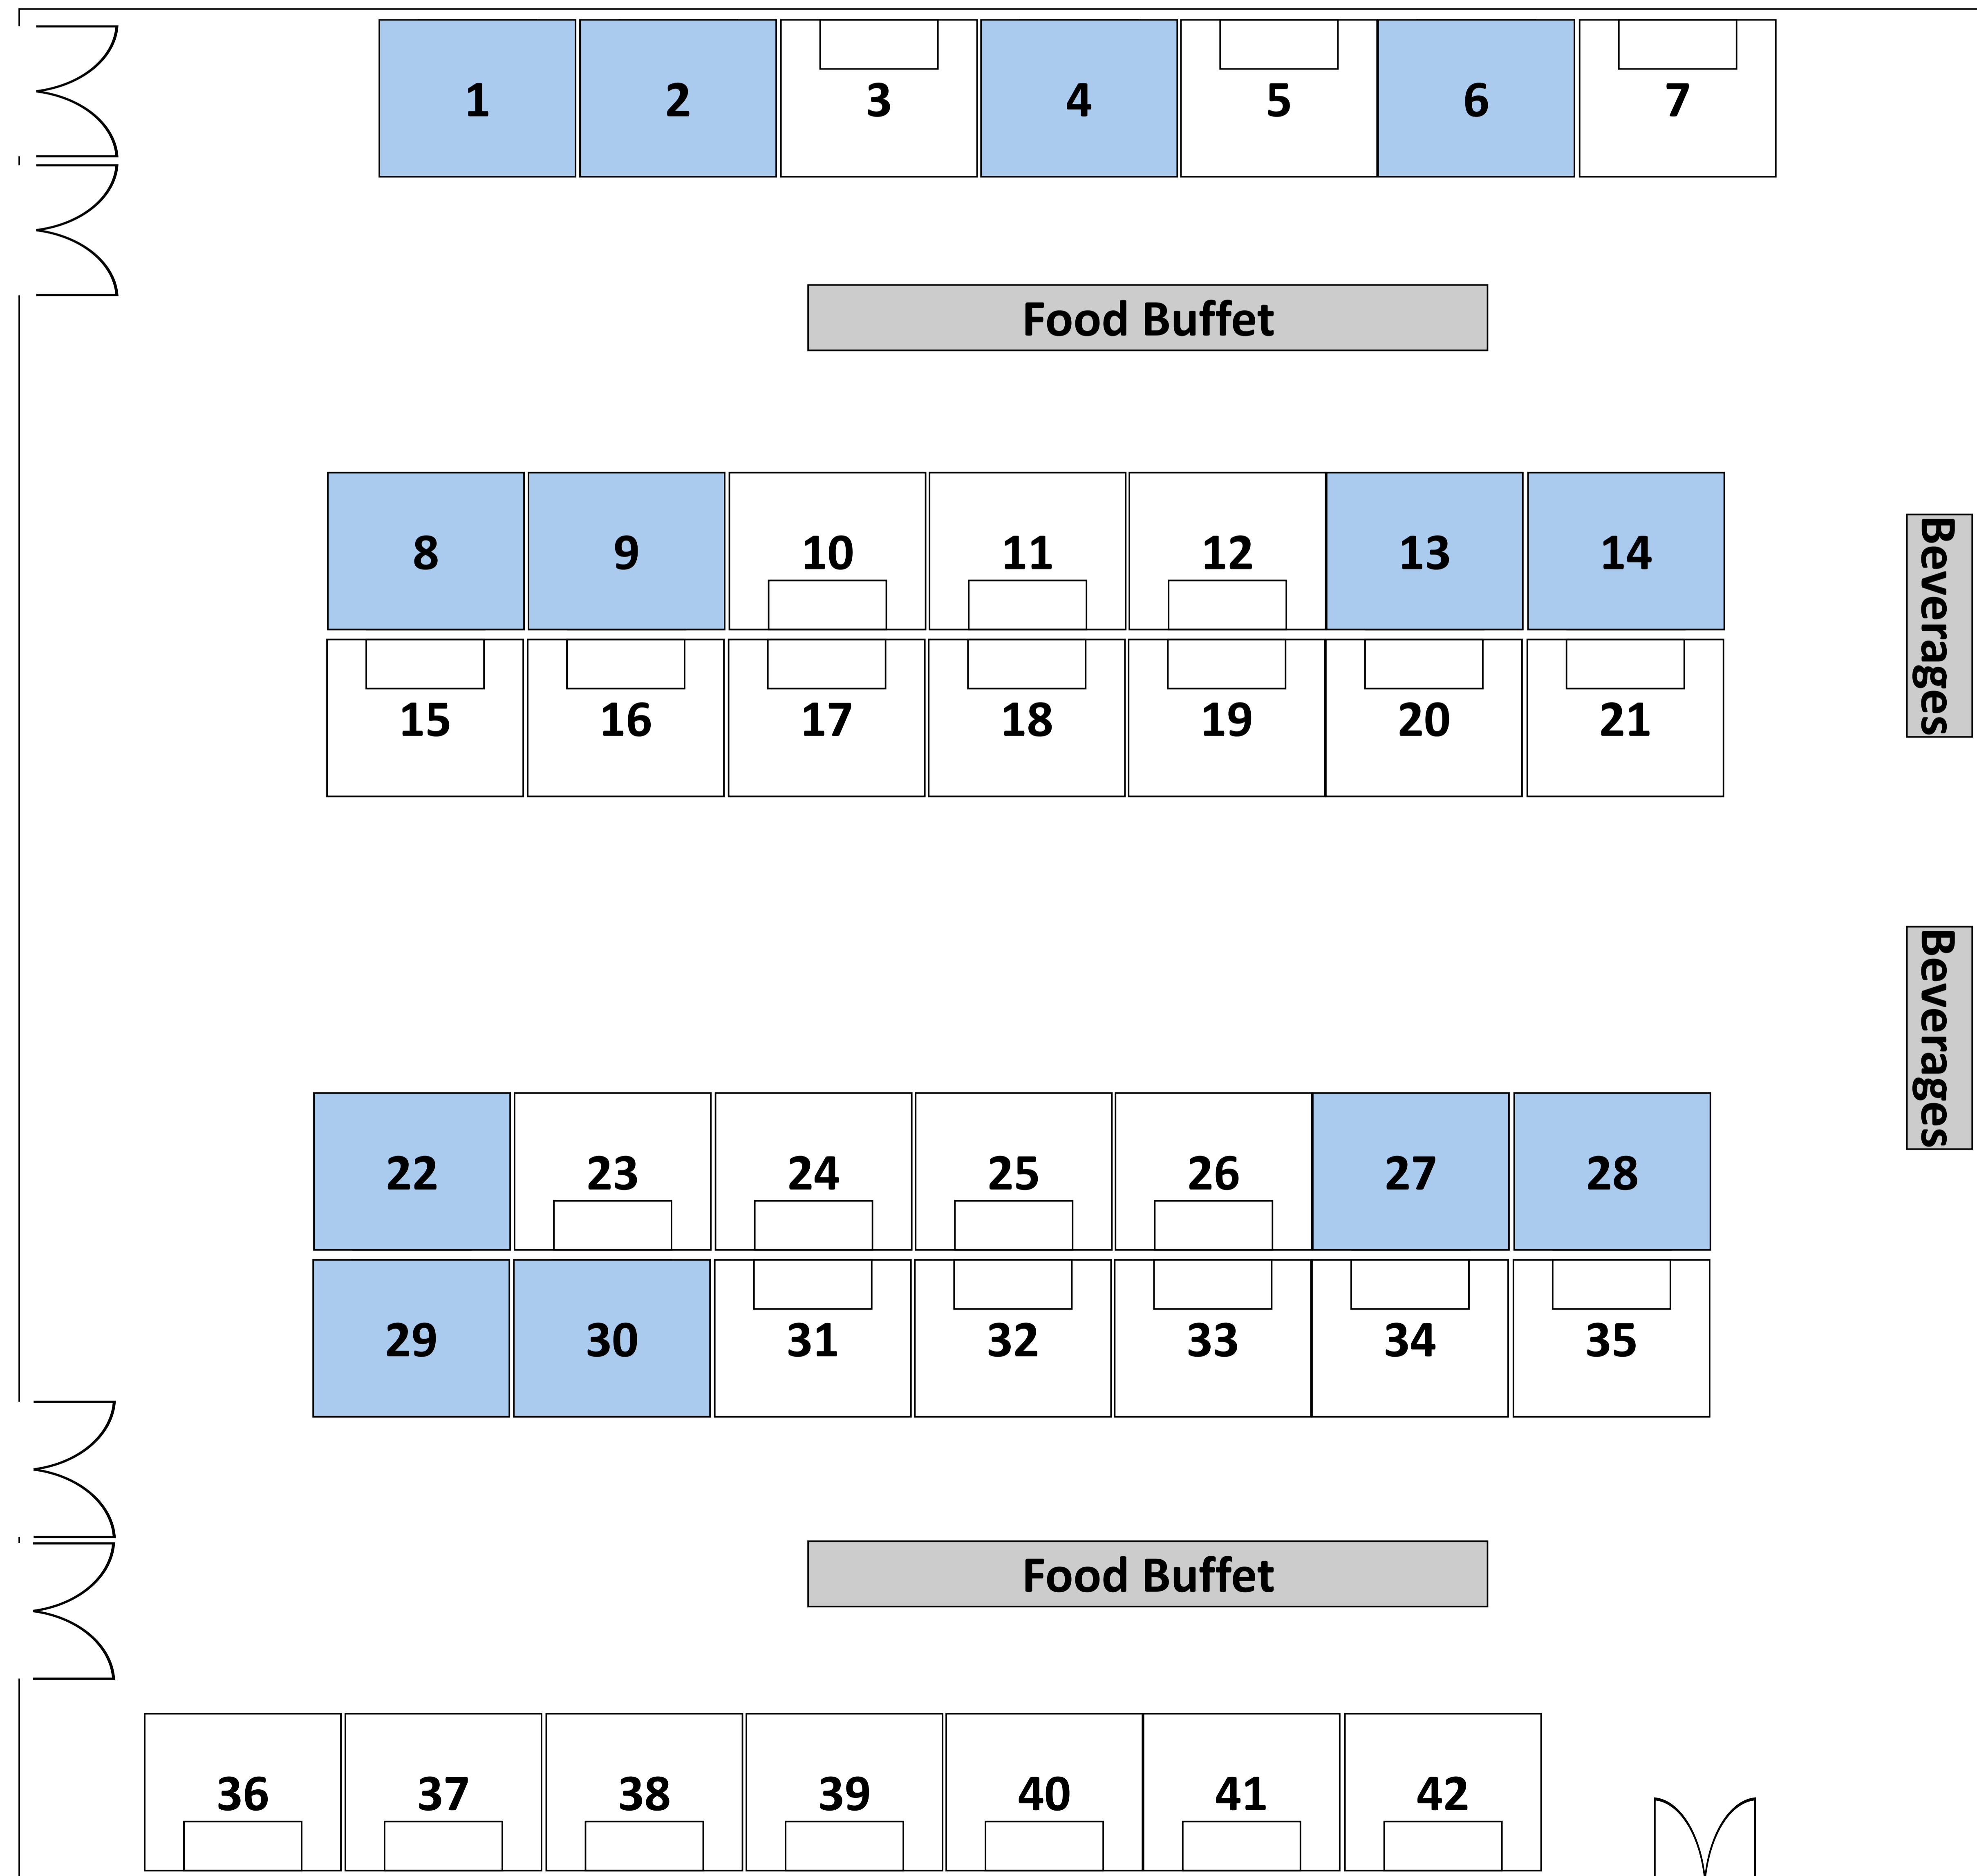 1 2 3 4 5 6 7
Food Buffet
8 9 10 11 12 13 14
Beverages
15 16 17 18 19 20 21
Beverages
22 23 24 25 26 27 28
29 30 31 32 33 34 35
Food Buffet
36 37 38 39 40 41 42